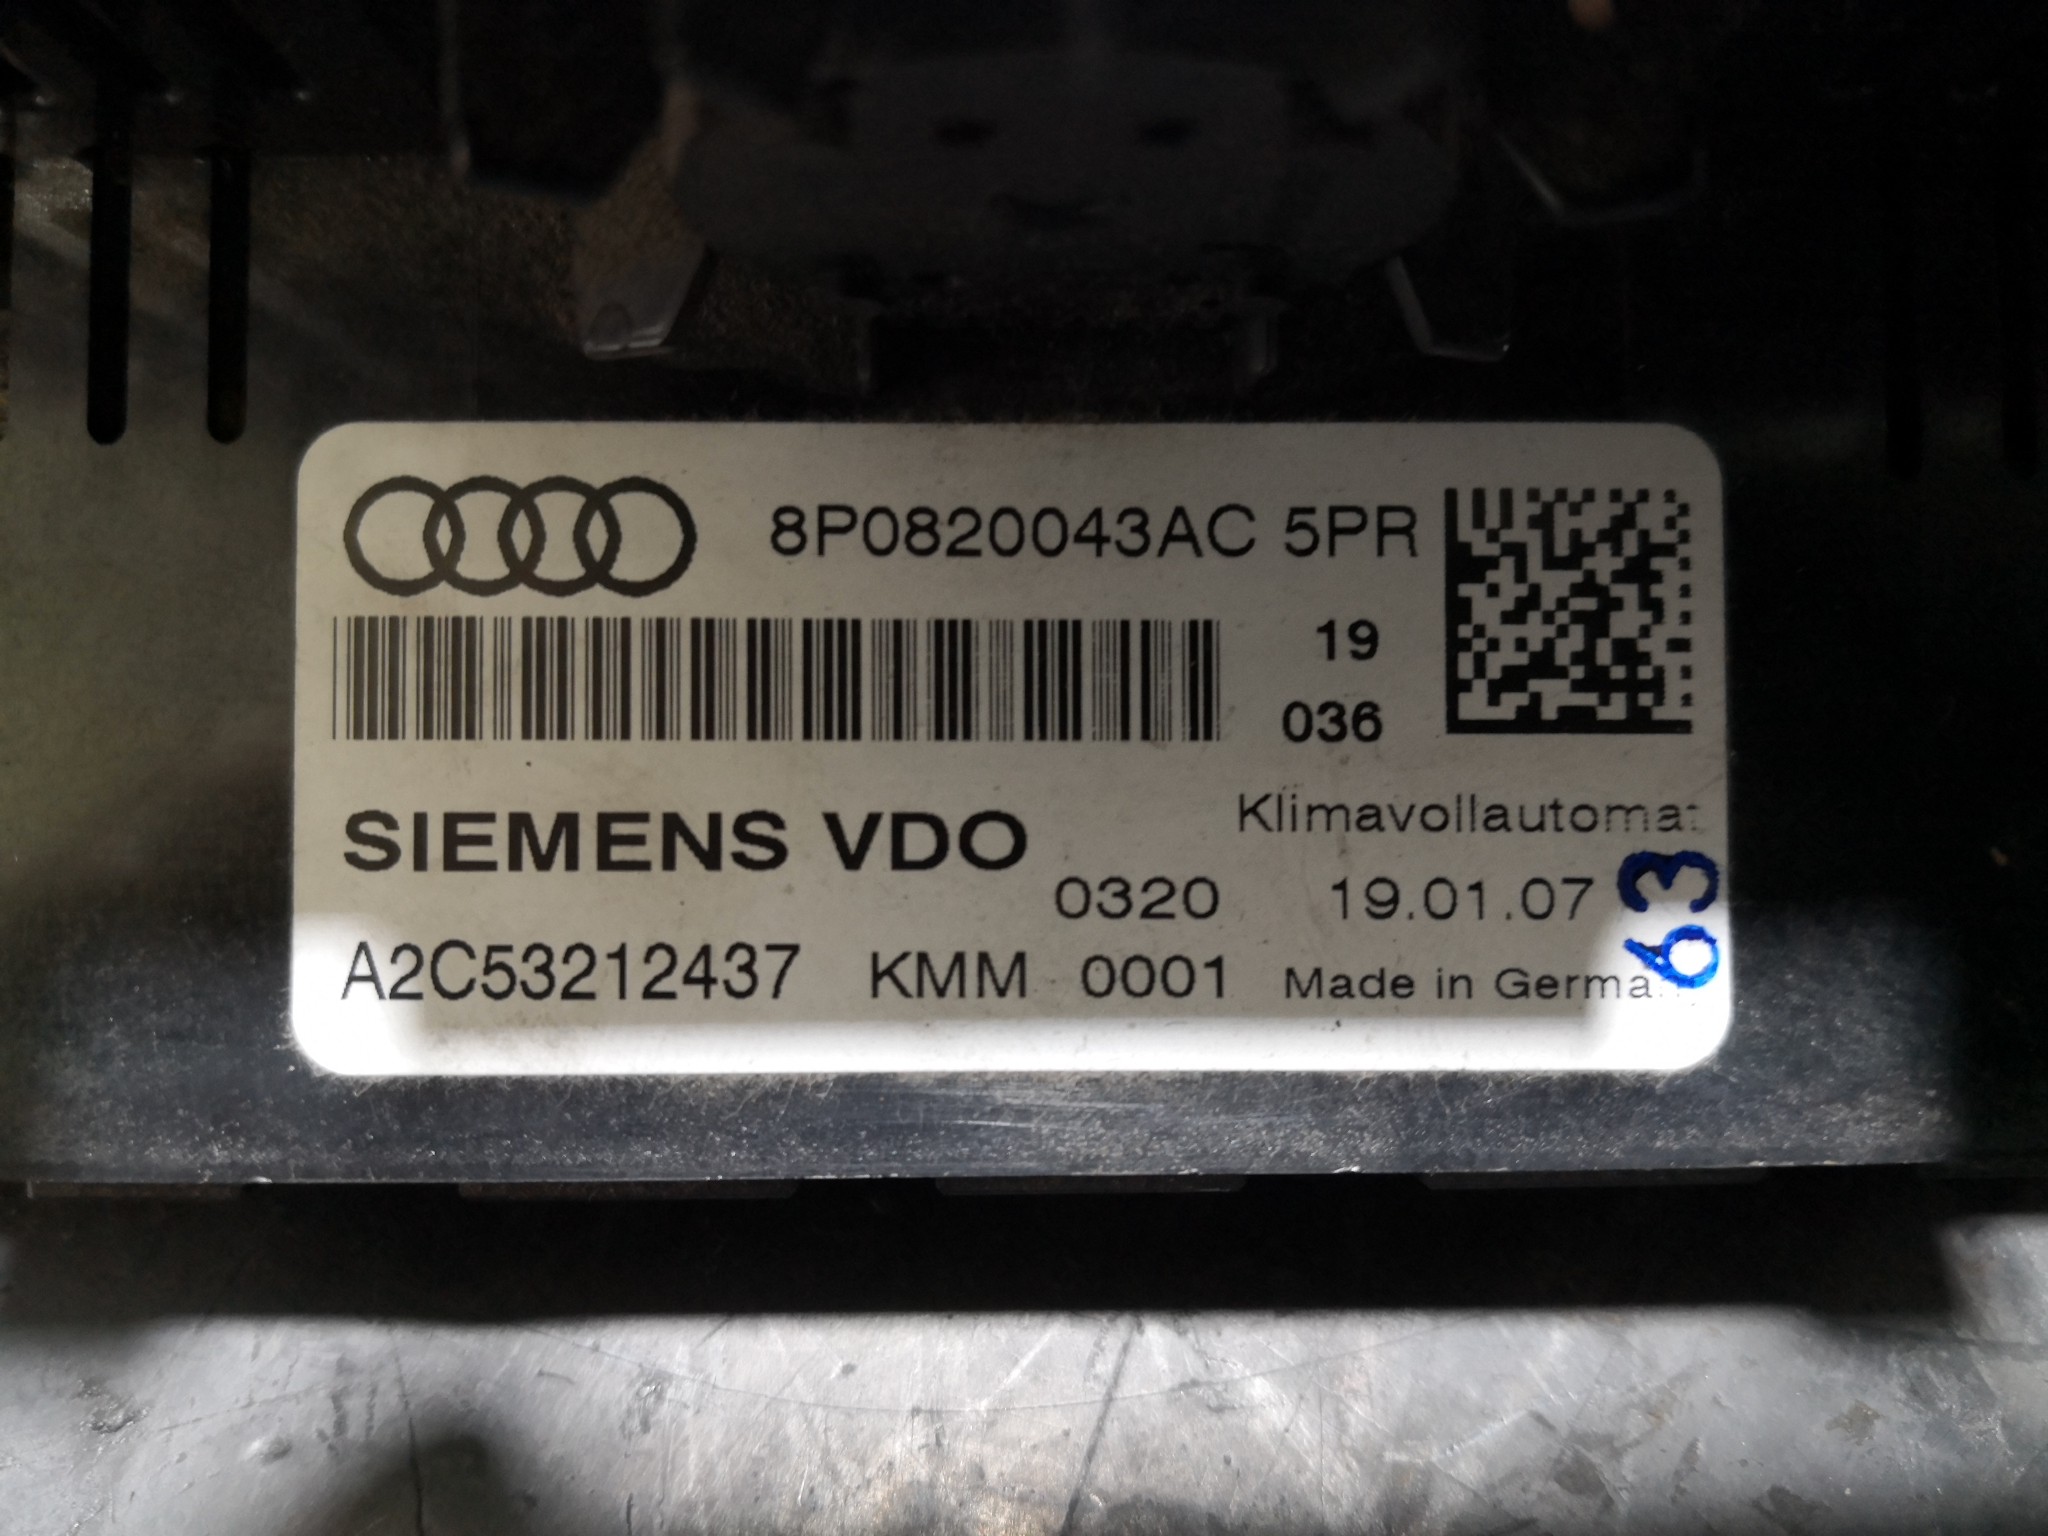 8P0820043AC 5PR
19
036
SIEMENS VDO
Klimavollautomat
0320 19.01.07
63
A2C53212437 KMM 0001 Made in Germany